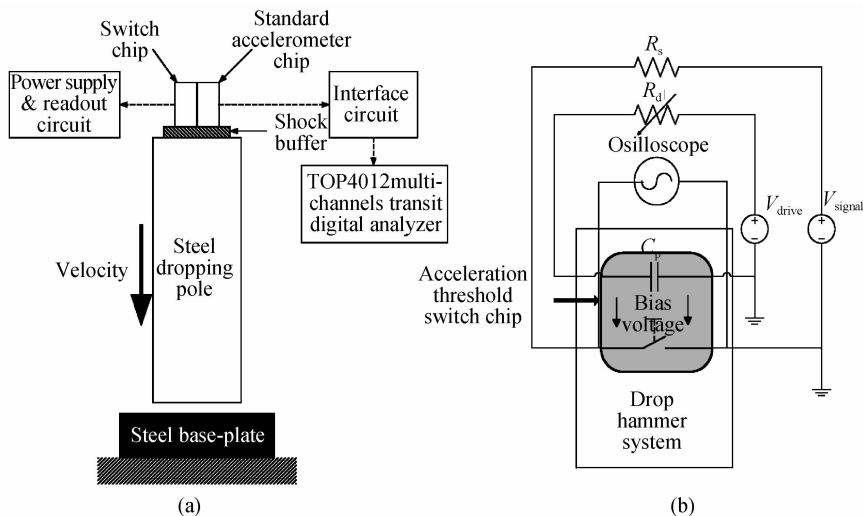 Switch
chip
Standard
accelerometer
chip
Power supply
& readout
circuit
Interface
circuit
Shock
buffer
TOP4012multi-
channels transit
digital analyzer
Velocity
Steel
dropping
pole
Steel base-plate
(a)
Rs
Rd
Osilloscope
Vdrive
Vsignal
+
−
+
−
Cp
Acceleration
threshold
switch chip
Bias
voltage
Drop
hammer
system
(b)